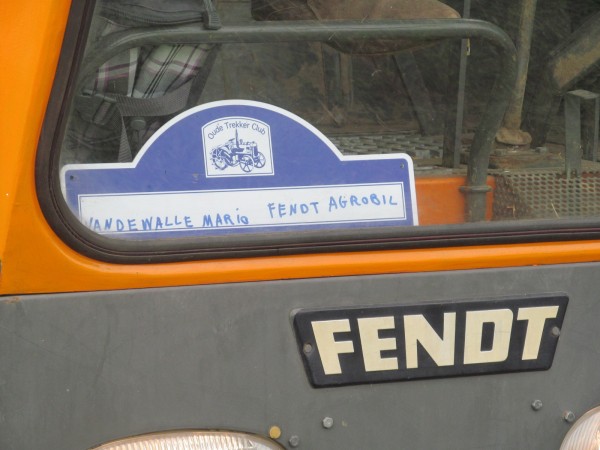 Oude Trekker Club
VANDEWALLE MARIO FENDT AGROBIL
FENDT